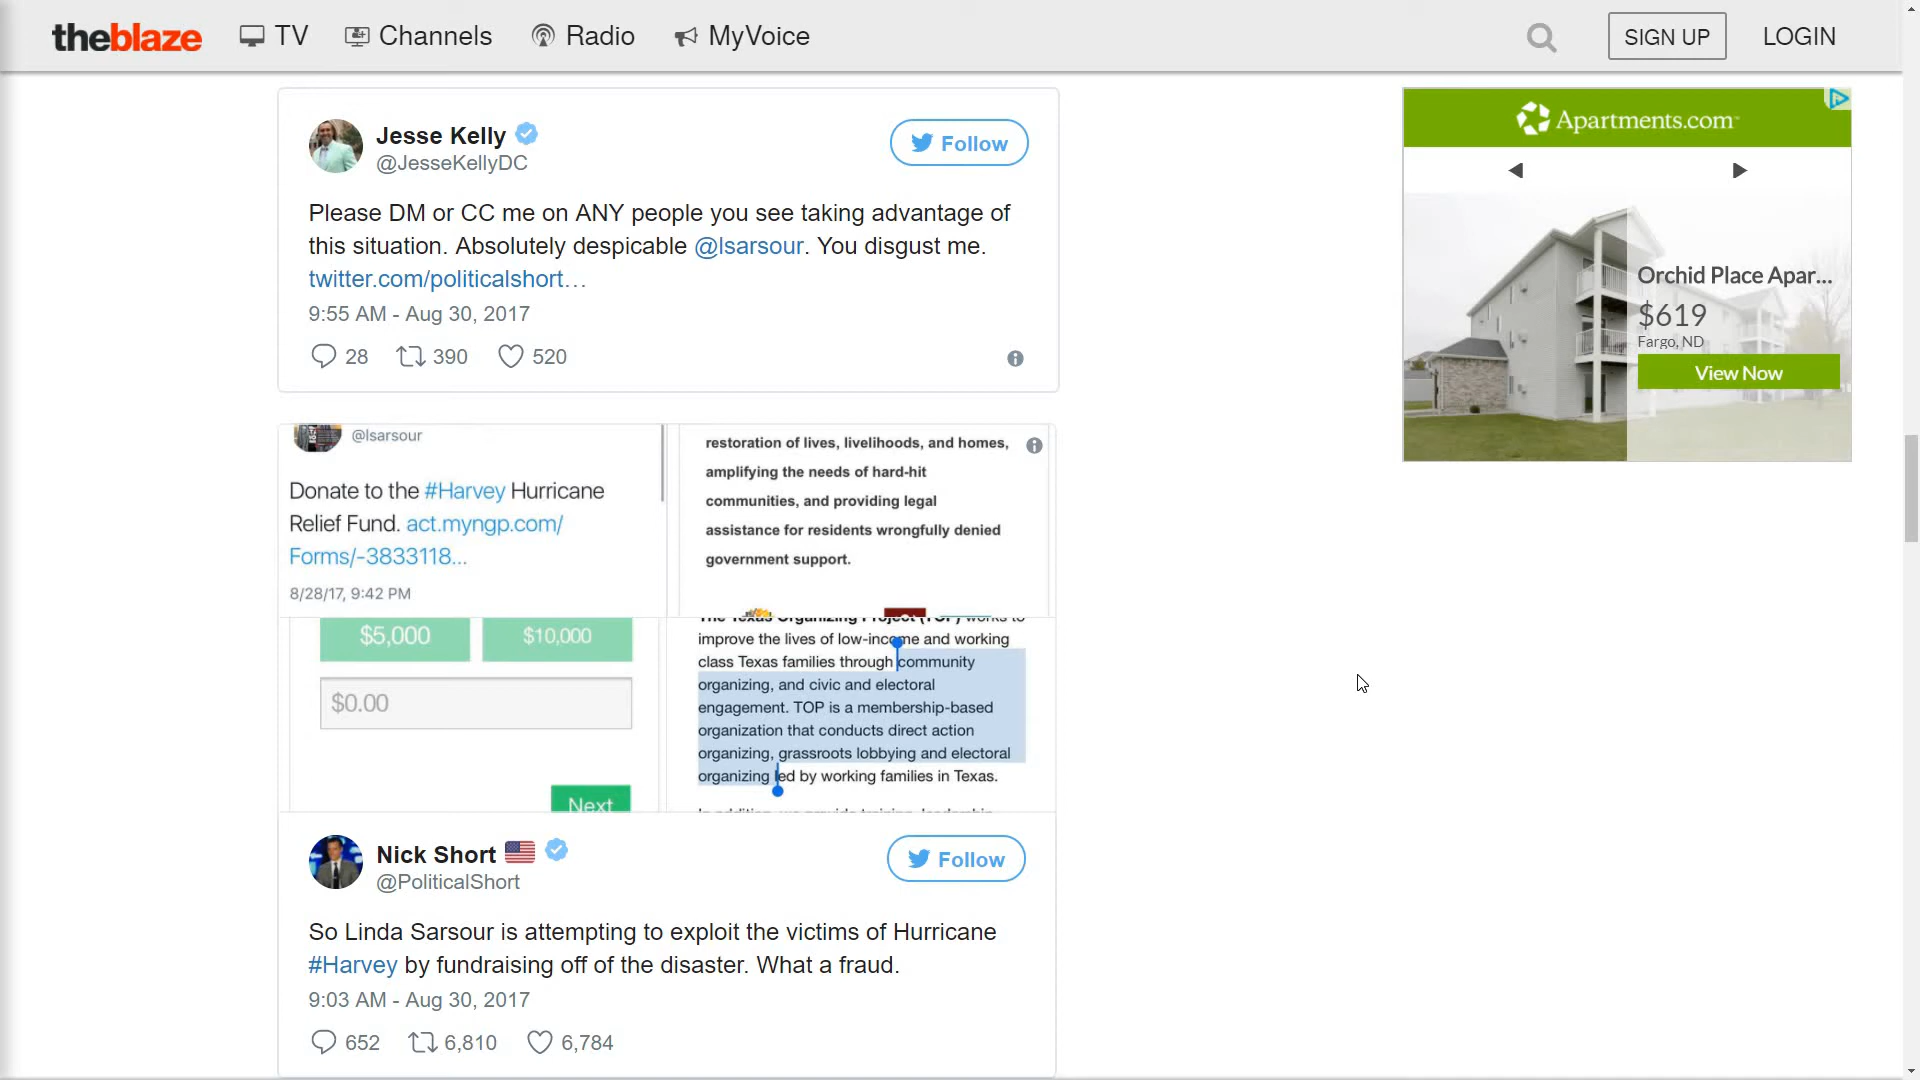 theblaze TV Channels Radio MyVoice SIGN UP LOGIN
Jesse Kelly
@JesseKellyDC
Follow
Please DM or CC me on ANY people you see taking advantage of
this situation. Absolutely despicable @lsarsour. You disgust me.
twitter.com/politicalshort…
9:55 AM - Aug 30, 2017
28 390 520
@lsarsour
Donate to the #Harvey Hurricane
Relief Fund. act.myngp.com/
Forms/-3833118...
8/28/17, 9:42 PM
restoration of lives, livelihoods, and homes,
amplifying the needs of hard-hit
communities, and providing legal
assistance for residents wrongfully denied
government support.
$5,000 $10,000
$0.00
Next
The Texas Organizing Project (TOP) works to
improve the lives of low-income and working
class Texas families through community
organizing, and civic and electoral
engagement. TOP is a membership-based
organization that conducts direct action
organizing, grassroots lobbying and electoral
organizing led by working families in Texas.
Nick Short
@PoliticalShort
Follow
So Linda Sarsour is attempting to exploit the victims of Hurricane
#Harvey by fundraising off of the disaster. What a fraud.
9:03 AM - Aug 30, 2017
652 6,810 6,784
Apartments.com
Orchid Place Apar...
$619
Fargo, ND
View Now